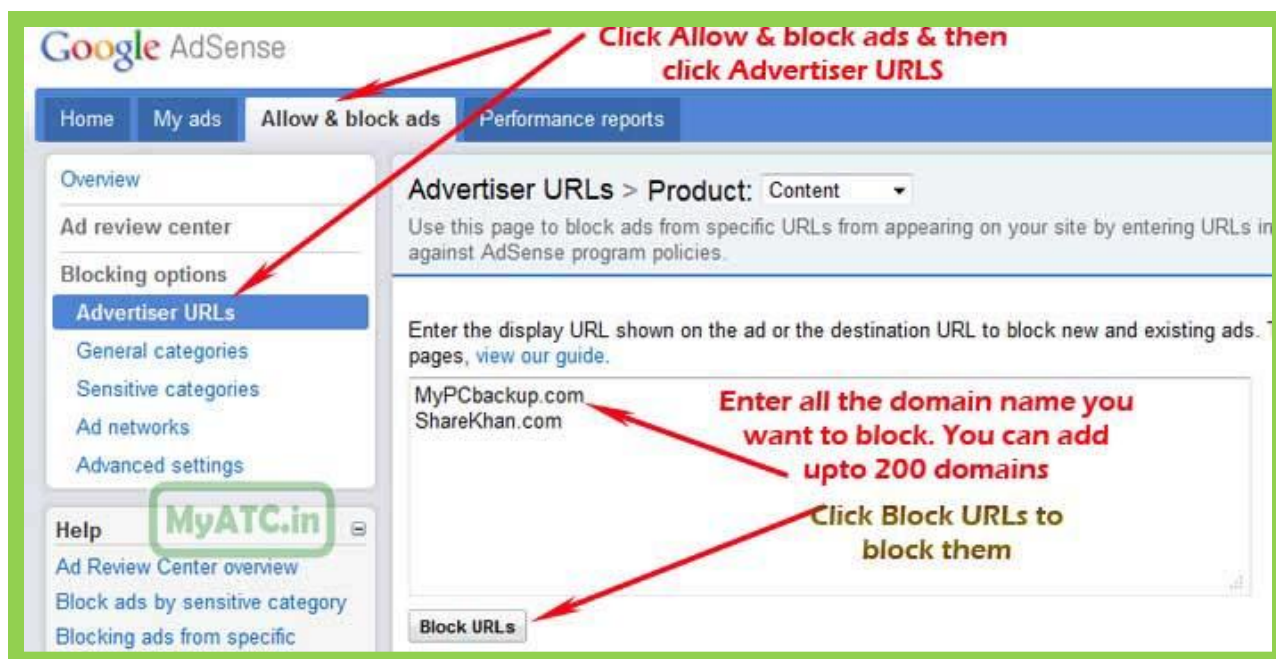 Google AdSense
Click Allow & block ads & then
click Advertiser URLS
Home My ads Allow & block ads Performance reports
Overview
Ad review center
Blocking options
Advertiser URLs
General categories
Sensitive categories
Ad networks
Advanced settings
MyATC.in
Help
Ad Review Center overview
Block ads by sensitive category
Blocking ads from specific
Advertiser URLs > Product: Content
Use this page to block ads from specific URLs from appearing on your site by entering URLs in
against AdSense program policies.
Enter the display URL shown on the ad or the destination URL to block new and existing ads. T
pages, view our guide.
MyPCbackup.com
ShareKhan.com
Enter all the domain name you
want to block. You can add
upto 200 domains
Click Block URLs to
block them
Block URLs